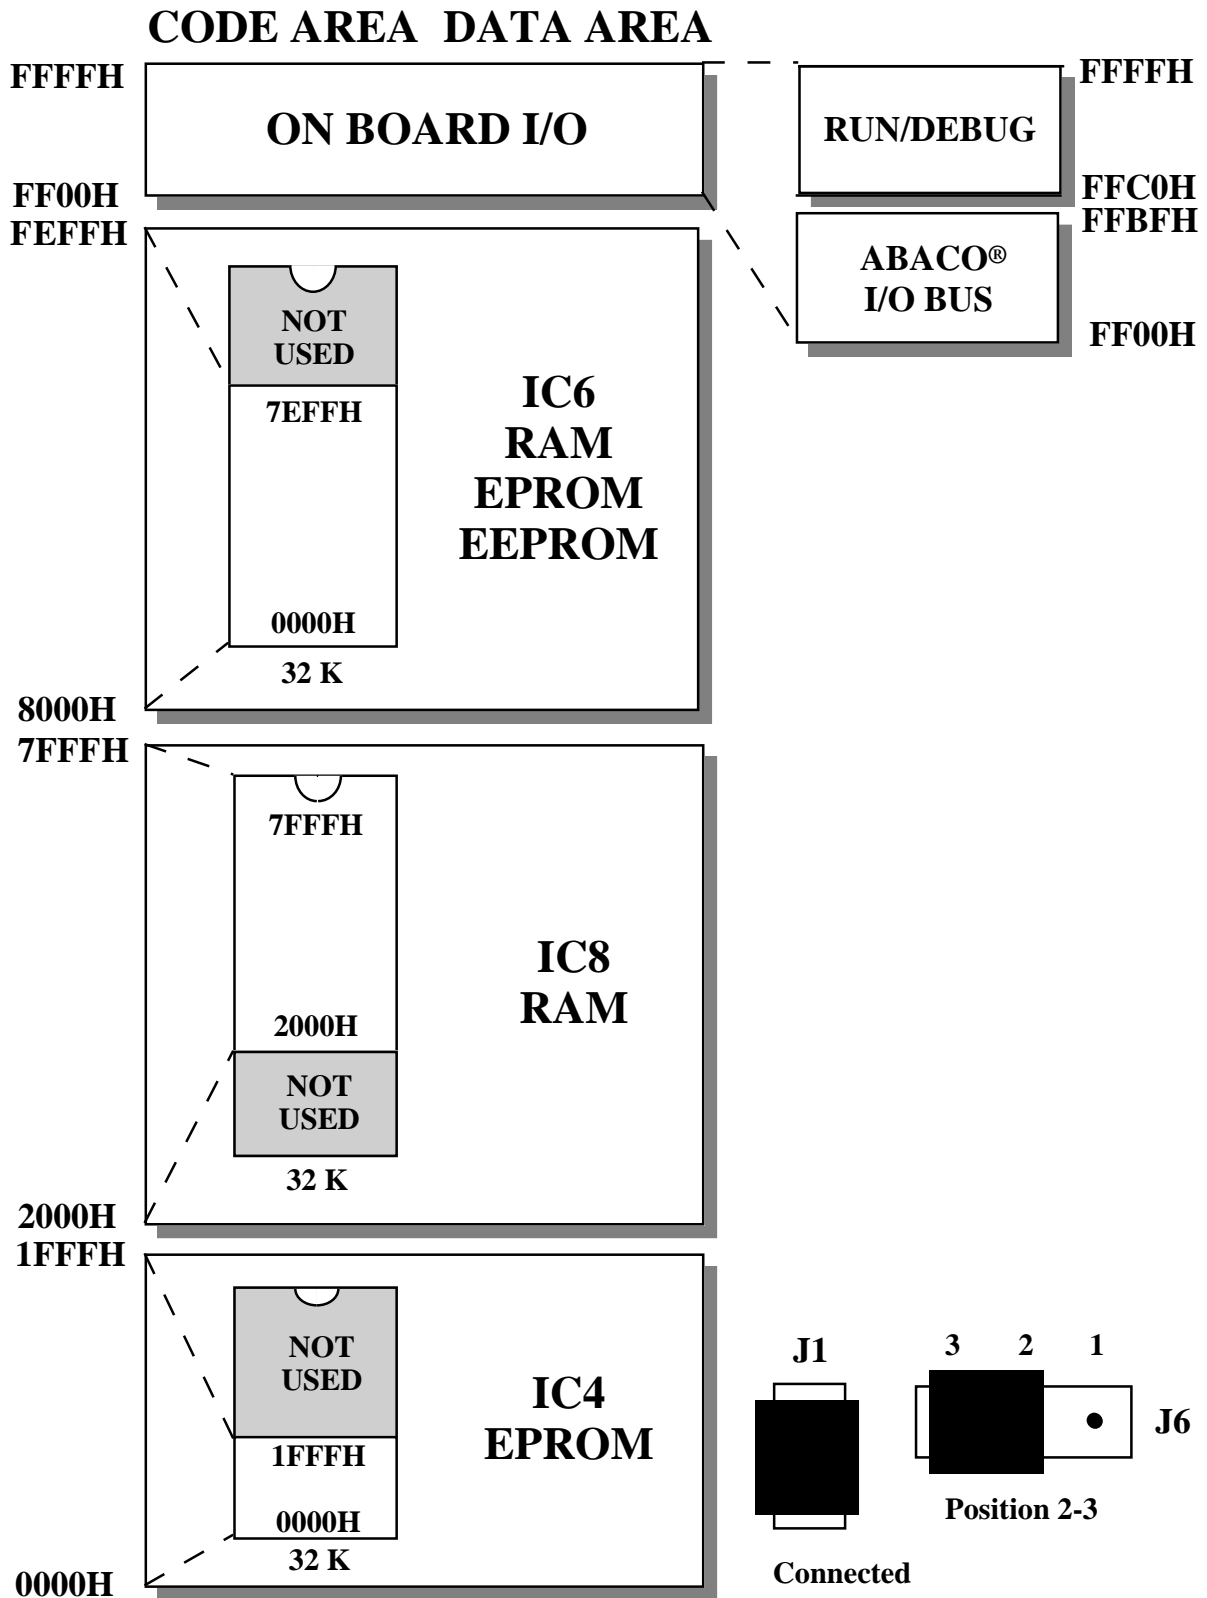 CODE AREA DATA AREA
FFFFH
ON BOARD I/O
FF00H
FFFFH
RUN/DEBUG
FFC0H
FFBFH
ABACO®
I/O BUS
FF00H
FEFFH
NOT
USED
7EFFH
0000H
32 K
IC6
RAM
EPROM
EEPROM
8000H
7FFFH
7FFFH
2000H
NOT
USED
32 K
IC8
RAM
2000H
1FFFH
NOT
USED
1FFFH
0000H
32 K
IC4
EPROM
0000H
J1
Connected
3 2 1
J6
Position 2-3